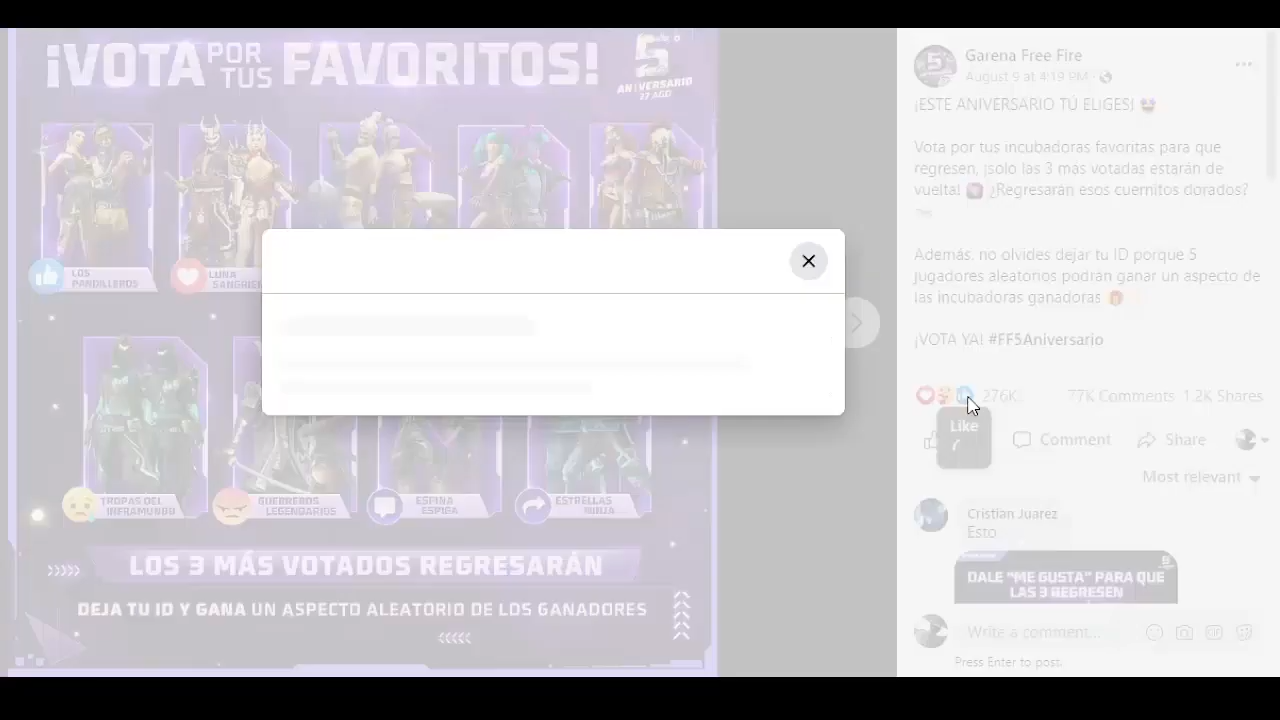 ¡VOTA POR TUS FAVORITOS!
5
ANIVERSARIO
27 AGO
LOS
PANDILLEROS
LUNA
TROPAS DEL
INFRAMUNDO
GUERREROS
LEGENDARIOS
ESPINA
ESPIGA
ESTRELLAS
NINJA
LOS 3 MÁS VOTADOS REGRESARÁN
DEJA TU ID Y GANA UN ASPECTO ALEATORIO DE LOS GANADORES
Garena Free Fire
August 9 at 4:19 PM ·
¡ESTE ANIVERSARIO TÚ ELIGES!
Vota por tus incubadoras favoritas para que
regresen, ¡solo las 3 más votadas estarán de
vuelta! ¿Regresarán esos cuernitos dorados?
Además, no olvides dejar tu ID porque 5
jugadores aleatorios podrán ganar un aspecto de
las incubadoras ganadoras
¡VOTA YA! #FF5Aniversario
276K 77K Comments 1.2K Shares
Like
Comment Share
Most relevant
Cristian Juarez
Esto
DALE "ME GUSTA" PARA QUE
LAS 3 REGRESEN
Write a comment...
Press Enter to post.